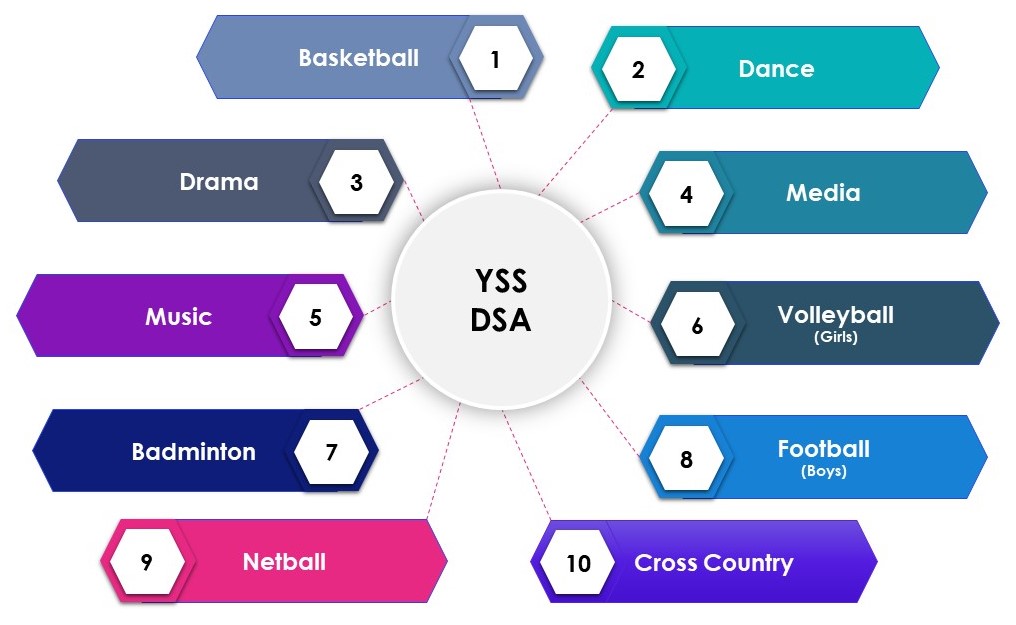 Basketball
1
2
Dance
Drama
3
4
Media
YSS
DSA
Music
5
6
Volleyball
(Girls)
Badminton
7
8
Football
(Boys)
9
Netball
10
Cross Country